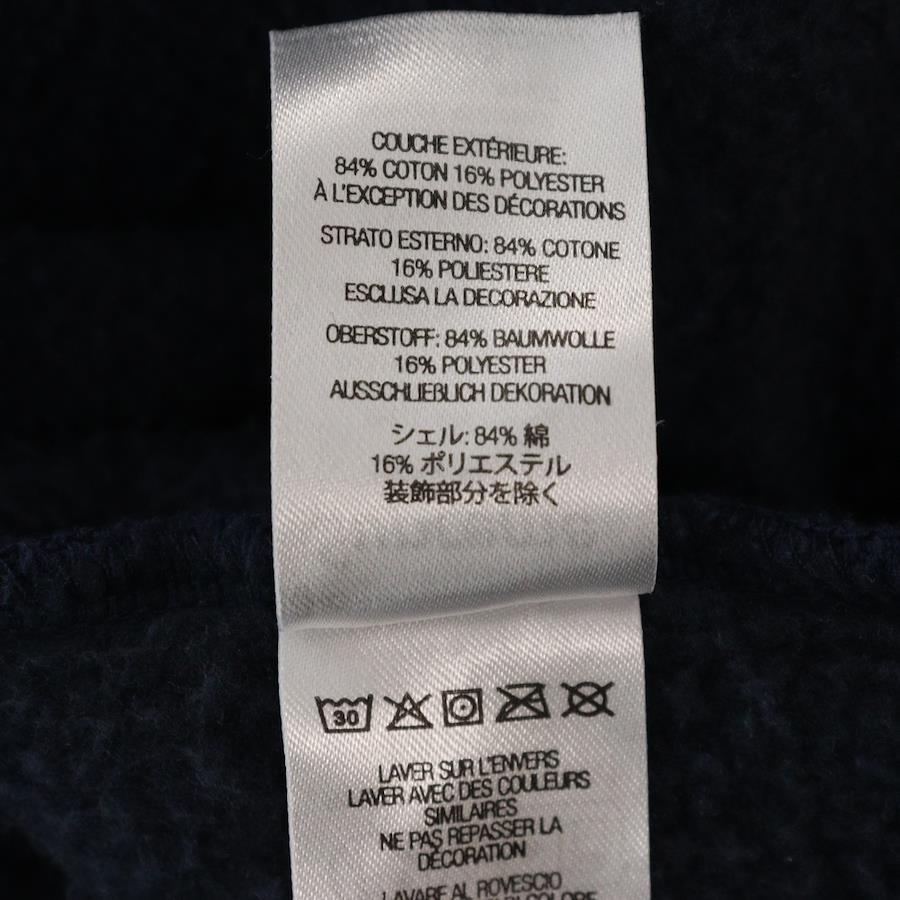 COUCHE EXTÉRIEURE:
84% COTON 16% POLYESTER
À L'EXCEPTION DES DÉCORATIONS
STRATO ESTERNO: 84% COTONE
16% POLIESTERE
ESCLUSA LA DECORAZIONE
OBERSTOFF: 84% BAUMWOLLE
16% POLYESTER
AUSSCHLIEßLICH DEKORATION
シェル: 84% 綿
16% ポリエステル
装飾部分を除く
30
LAVER SUR L'ENVERS
LAVER AVEC DES COULEURS
SIMILAIRES
NE PAS REPASSER LA
DÉCORATION
LAVARE AL ROVESCIO